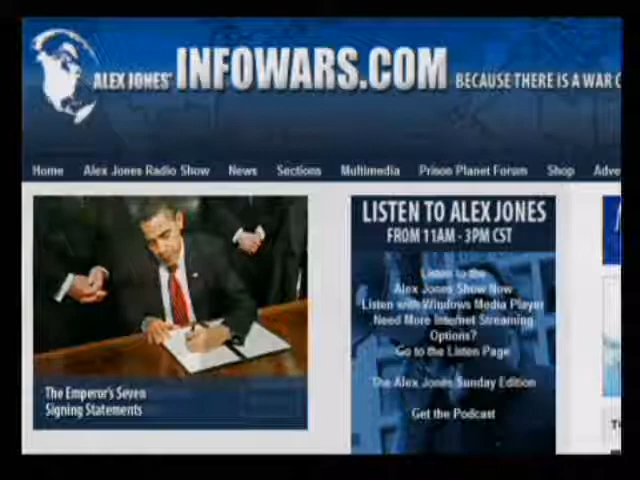 ALEX JONES' INFOWARS.COM BECAUSE THERE IS A WAR
Home Alex Jones Radio Show News Sections Multimedia Prison Planet Forum Shop
LISTEN TO ALEX JONES
FROM 11AM - 3PM CST
Listen to the
Alex Jones Show Now
Listen with Windows Media Player
Need More Internet Streaming
Options?
Go to the Listen Page
The Alex Jones Sunday Edition
Get the Podcast
The Emperor's Seven
Signing Statements